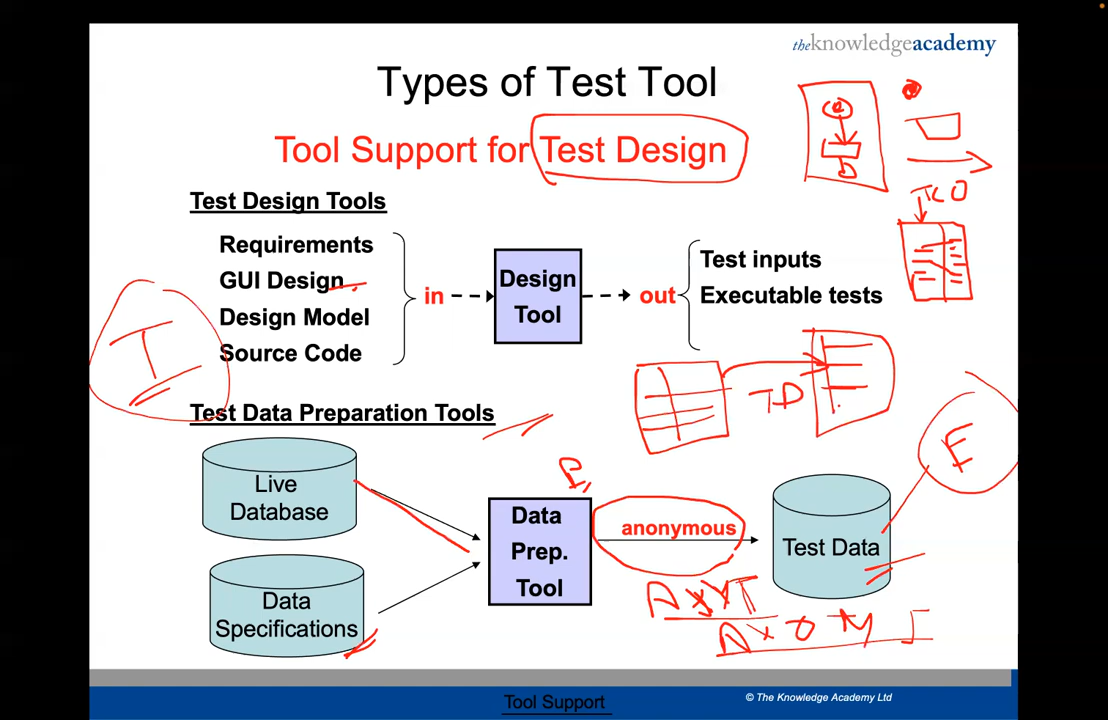 theknowledgeacademy
Types of Test Tool
Tool Support for Test Design
Test Design Tools
Requirements
GUI Design
Design Model
Source Code
in
Design
Tool
out
Test inputs
Executable tests
T
TD
E
Test Data Preparation Tools
Live
Database
Data
Specifications
Data
Prep.
Tool
anonymous
Test Data
Tool Support
© The Knowledge Academy Ltd